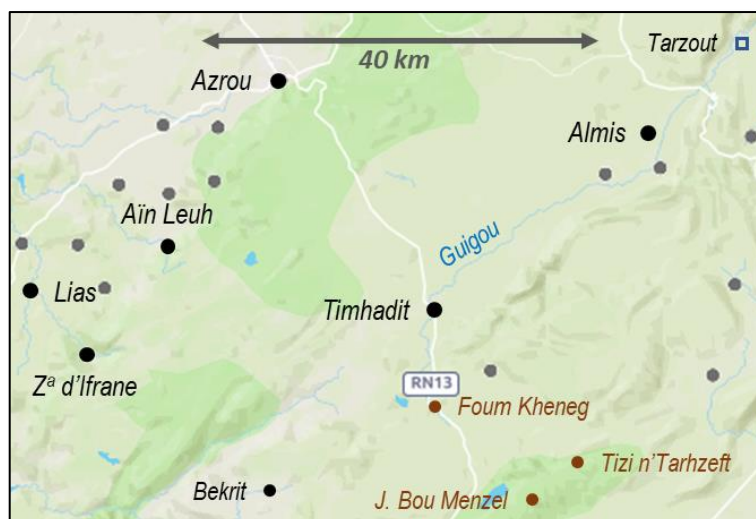 40 km
Tarzout
Azrou
Almis
Aïn Leuh
Guigou
Lias
Timhadit
Zª d'Ifrane
RN13
Foum Kheneg
Tizi n'Tarhzeft
Bekrit
J. Bou Menzel